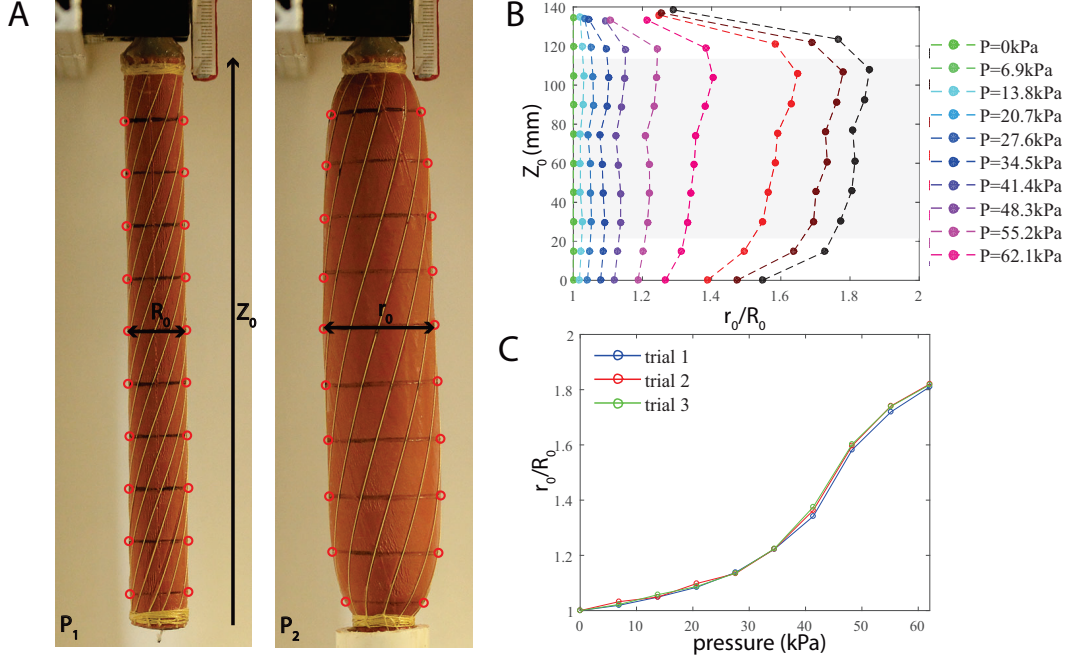 A
R₀
Z₀
P₁
r₀
P₂
B
140
120
100
80
60
40
20
0
Z₀ (mm)
1
1.2
1.4
1.6
1.8
2
r₀/R₀
P=0kPa
P=6.9kPa
P=13.8kPa
P=20.7kPa
P=27.6kPa
P=34.5kPa
P=41.4kPa
P=48.3kPa
P=55.2kPa
P=62.1kPa
C
trial 1
trial 2
trial 3
2
1.8
1.6
1.4
1.2
1
r₀/R₀
0
10
20
30
40
50
60
pressure (kPa)